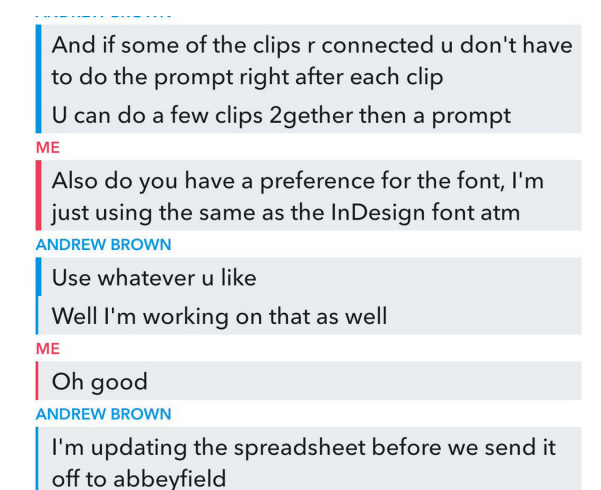 ANDREW BROWN
And if some of the clips r connected u don't have
to do the prompt right after each clip
U can do a few clips 2gether then a prompt
ME
Also do you have a preference for the font, I'm
just using the same as the InDesign font atm
ANDREW BROWN
Use whatever u like
Well I'm working on that as well
ME
Oh good
ANDREW BROWN
I'm updating the spreadsheet before we send it
off to abbeyfield